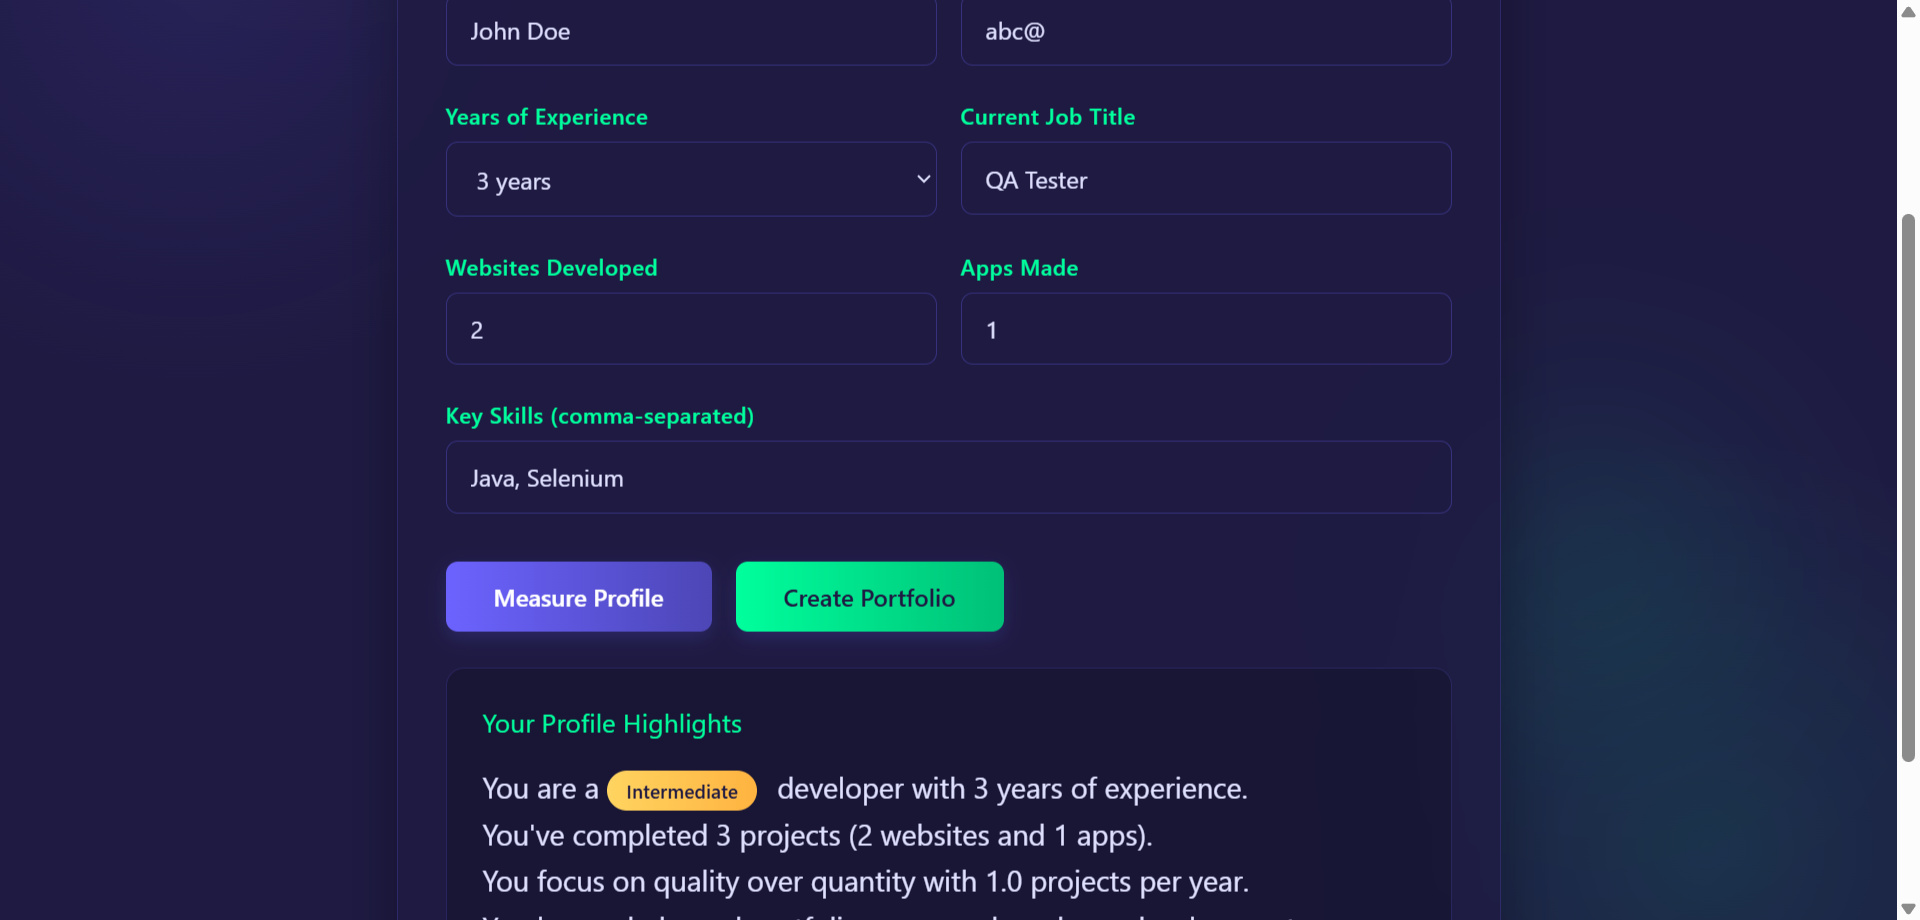 John Doe
abc@
Years of Experience
Current Job Title
3 years
QA Tester
Websites Developed
Apps Made
2
1
Key Skills (comma-separated)
Java, Selenium
Measure Profile
Create Portfolio
Your Profile Highlights
You are a Intermediate developer with 3 years of experience.
You've completed 3 projects (2 websites and 1 apps).
You focus on quality over quantity with 1.0 projects per year.